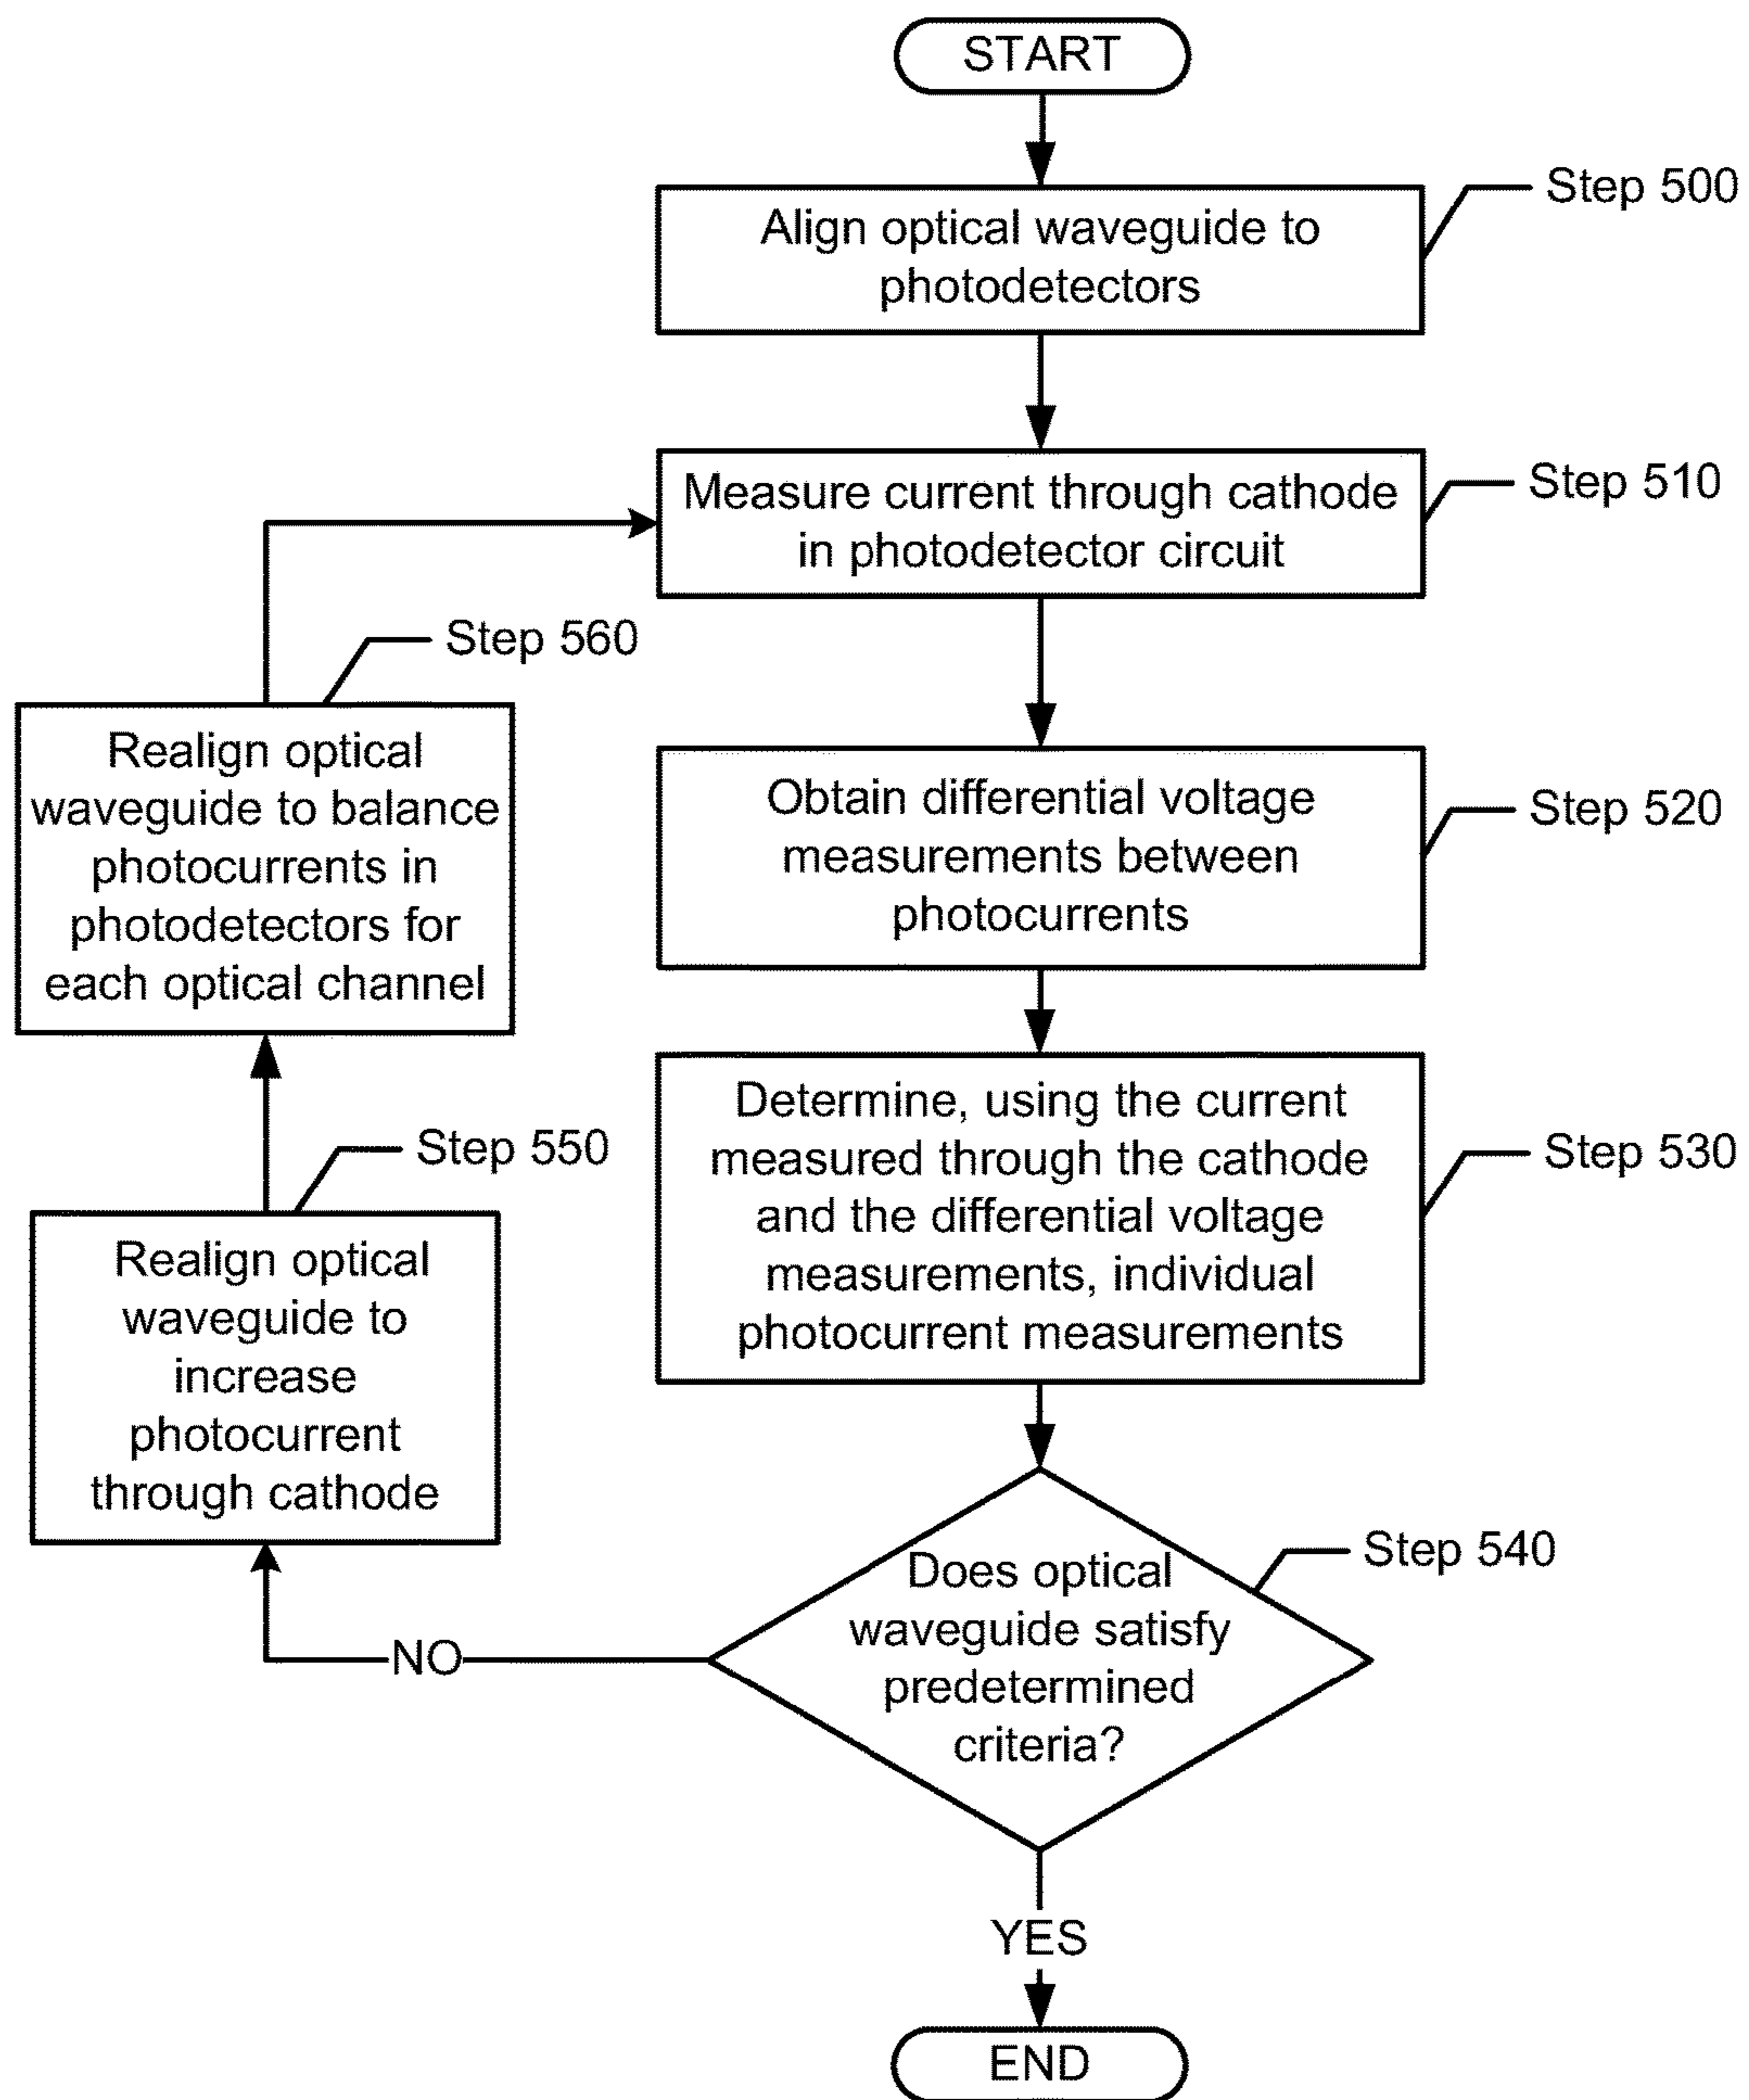 START
Step 500
Align optical waveguide to
photodetectors
Step 510
Measure current through cathode
in photodetector circuit
Step 520
Obtain differential voltage
measurements between
photocurrents
Step 530
Determine, using the current
measured through the cathode
and the differential voltage
measurements, individual
photocurrent measurements
Step 540
Does optical
waveguide satisfy
predetermined
criteria?
NO
Step 550
Realign optical
waveguide to
increase
photocurrent
through cathode
Step 560
Realign optical
waveguide to balance
photocurrents in
photodetectors for
each optical channel
YES
END